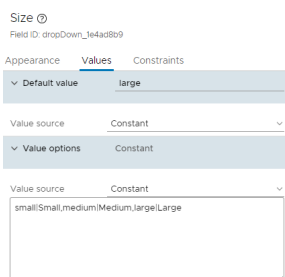 Size
Field ID: dropDown_1e4ad8b9
Appearance Values Constraints
Default value large
Value source Constant
Value options Constant
Value source Constant
small|Small,medium|Medium,large|Large